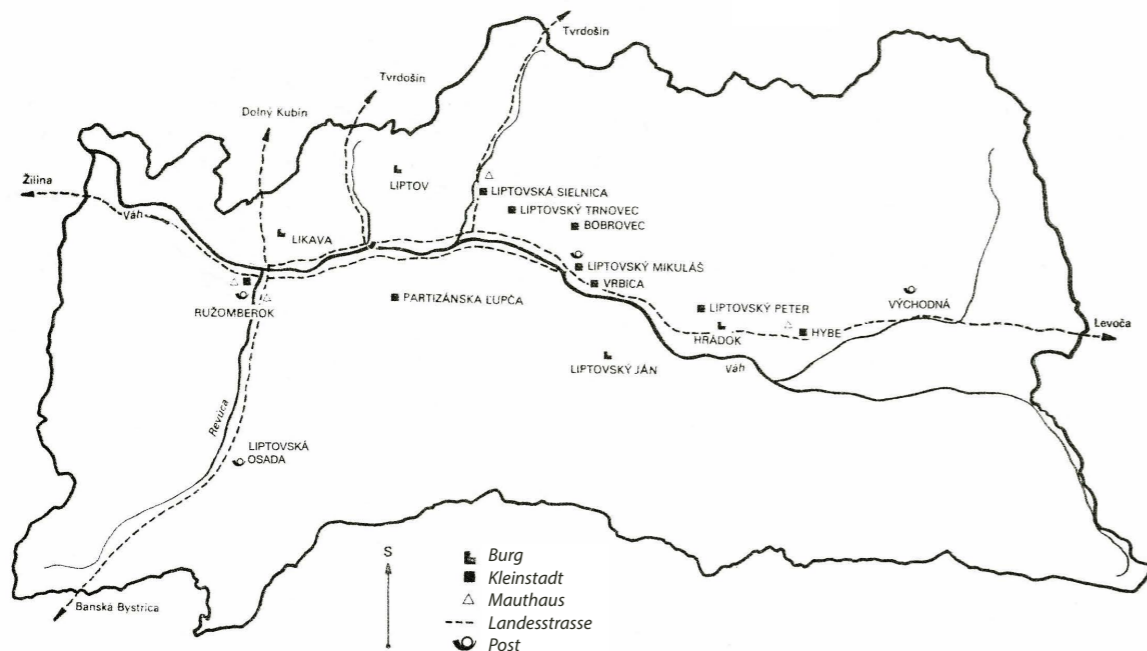 Tvrdošín
Tvrdošín
Dolný Kubín
Žilina
Váh
LIPTOV
LIPTOVSKÁ SIELNICA
LIPTOVSKÝ TRNOVEC
BOBROVEC
LIKAVA
LIPTOVSKÝ MIKULÁŠ
VRBICA
PARTIZÁNSKA ĽUPČA
RUŽOMBEROK
LIPTOVSKÝ PETER
VÝCHODNÁ
HRÁDOK
HYBE
Levoča
LIPTOVSKÝ JÁN
Váh
Revúca
LIPTOVSKÁ
OSADA
Banská Bystrica
S
Burg
Kleinstadt
Mauthaus
Landesstrasse
Post